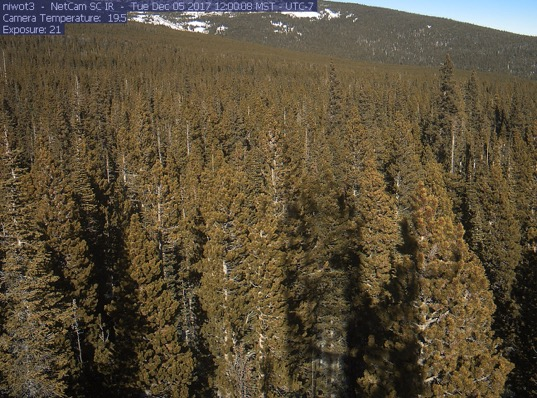 niwot3 - NetCam SC IR - Tue Dec 05 2017 12:00:08 MST - UTC-7
Camera Temperature: 19.5
Exposure: 21